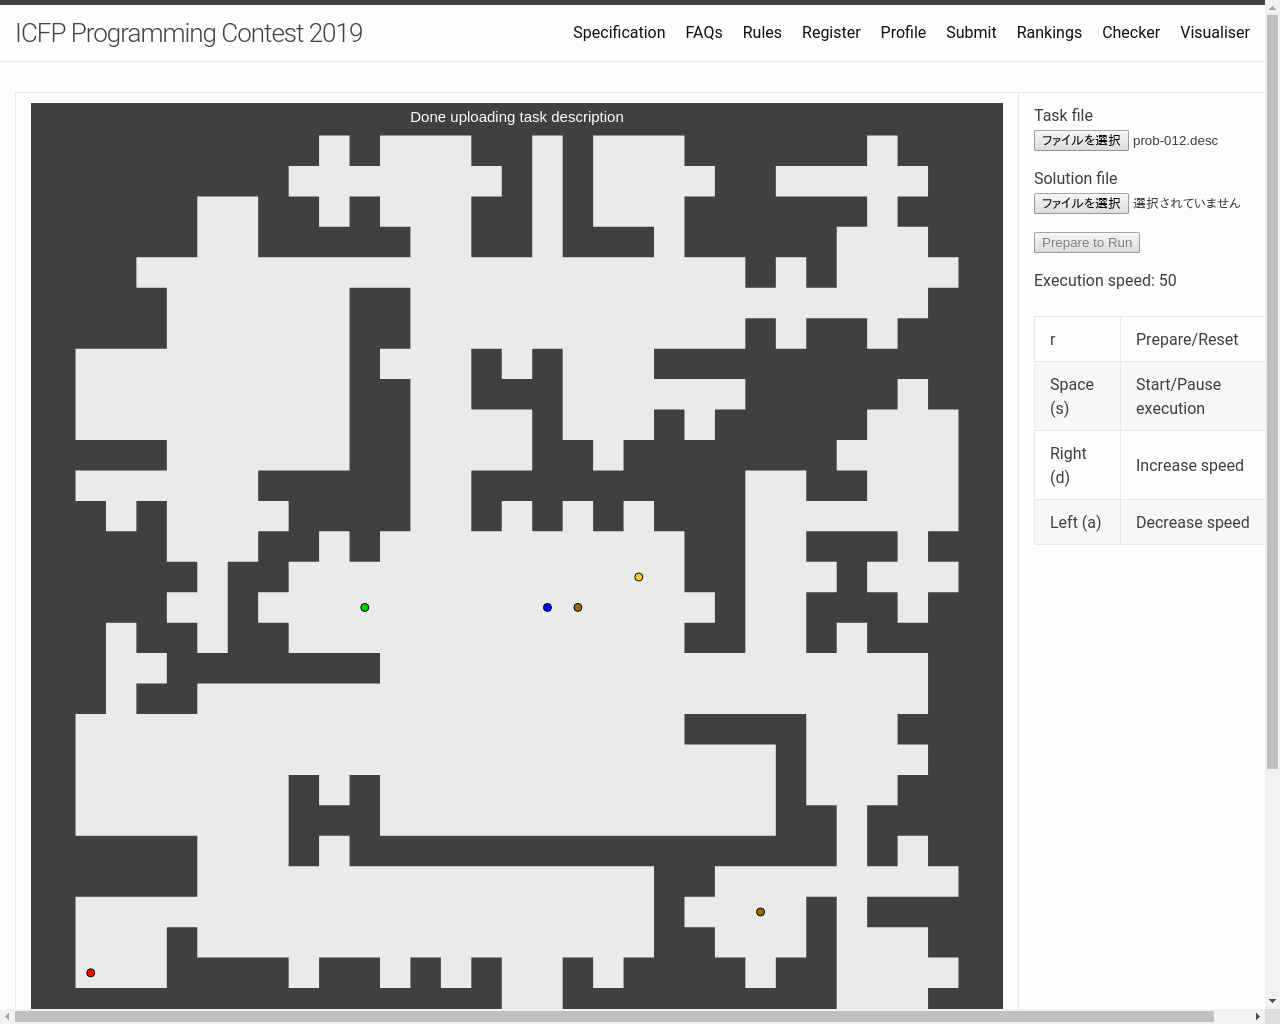 ICFP Programming Contest 2019
Specification FAQs Rules Register Profile Submit Rankings Checker Visualiser
Done uploading task description
Task file
ファイルを選択 prob-012.desc
Solution file
ファイルを選択 選択されていません
Prepare to Run
Execution speed: 50
r Prepare/Reset
Space (s) Start/Pause execution
Right (d) Increase speed
Left (a) Decrease speed